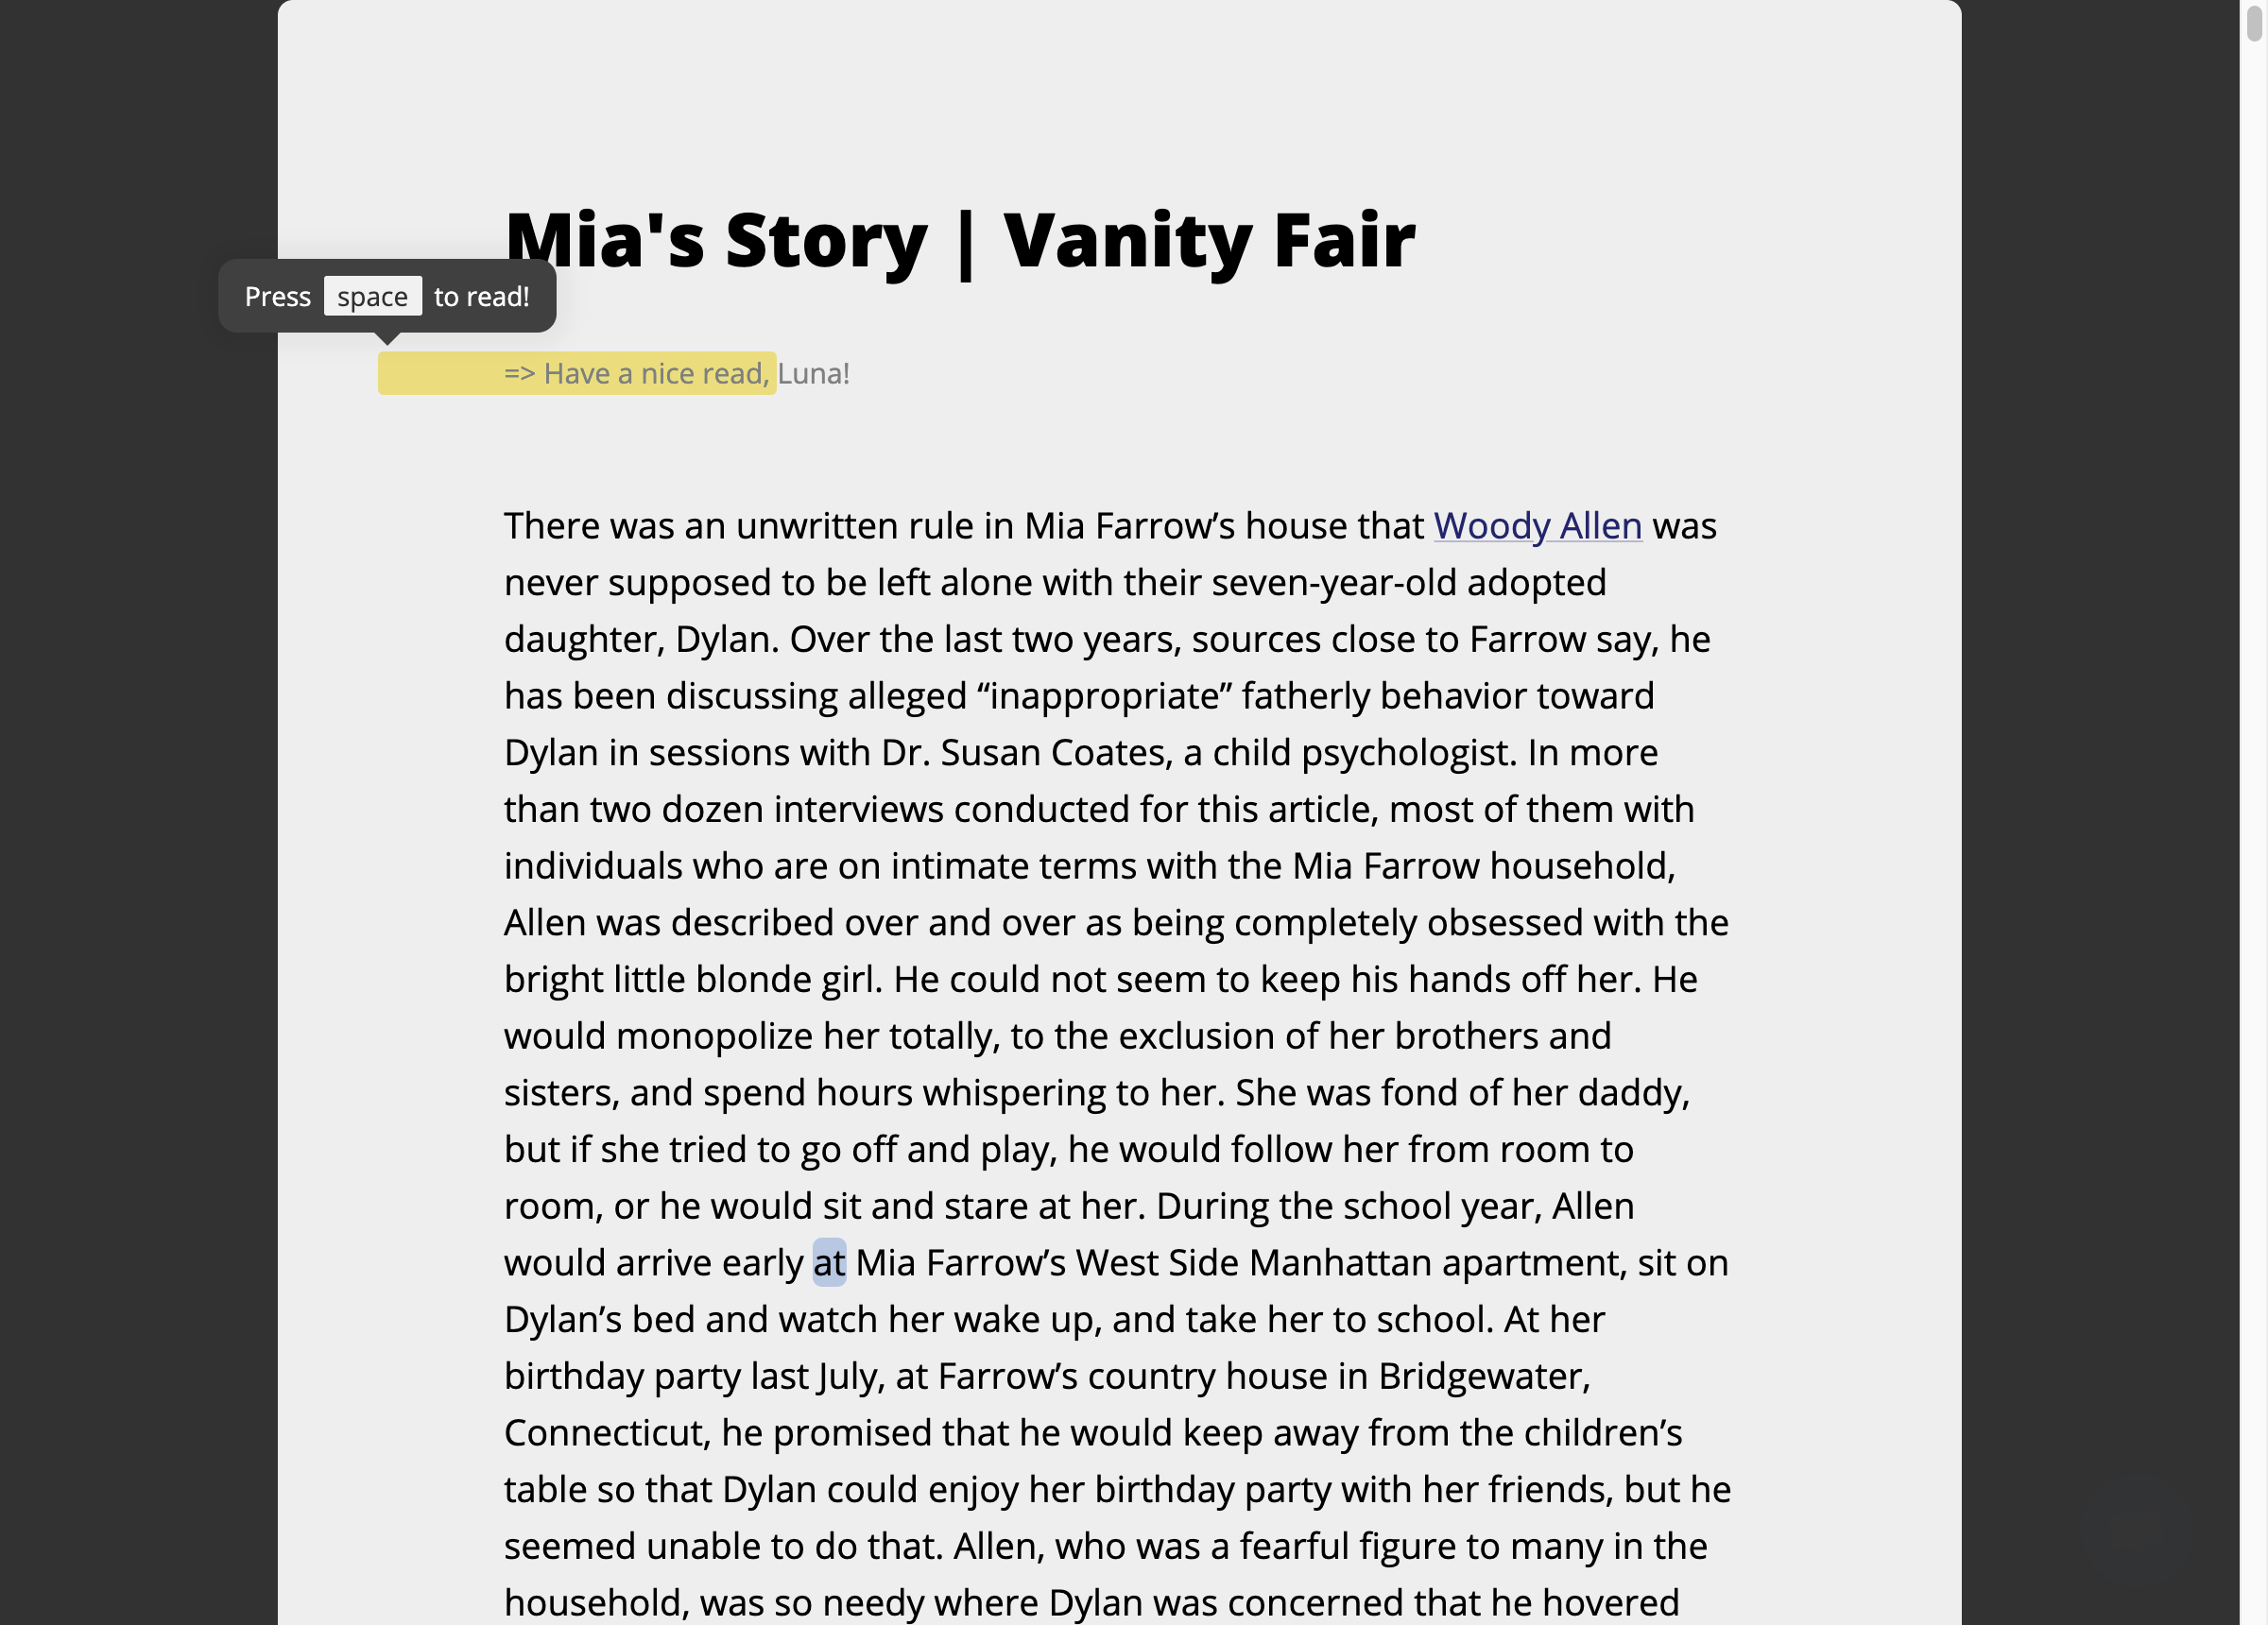 Mia's Story | Vanity Fair
Press space to read!
=> Have a nice read, Luna!
There was an unwritten rule in Mia Farrow’s house that Woody Allen was
never supposed to be left alone with their seven-year-old adopted
daughter, Dylan. Over the last two years, sources close to Farrow say, he
has been discussing alleged “inappropriate” fatherly behavior toward
Dylan in sessions with Dr. Susan Coates, a child psychologist. In more
than two dozen interviews conducted for this article, most of them with
individuals who are on intimate terms with the Mia Farrow household,
Allen was described over and over as being completely obsessed with the
bright little blonde girl. He could not seem to keep his hands off her. He
would monopolize her totally, to the exclusion of her brothers and
sisters, and spend hours whispering to her. She was fond of her daddy,
but if she tried to go off and play, he would follow her from room to
room, or he would sit and stare at her. During the school year, Allen
would arrive early at Mia Farrow’s West Side Manhattan apartment, sit on
Dylan’s bed and watch her wake up, and take her to school. At her
birthday party last July, at Farrow’s country house in Bridgewater,
Connecticut, he promised that he would keep away from the children’s
table so that Dylan could enjoy her birthday party with her friends, but he
seemed unable to do that. Allen, who was a fearful figure to many in the
household, was so needy where Dylan was concerned that he hovered